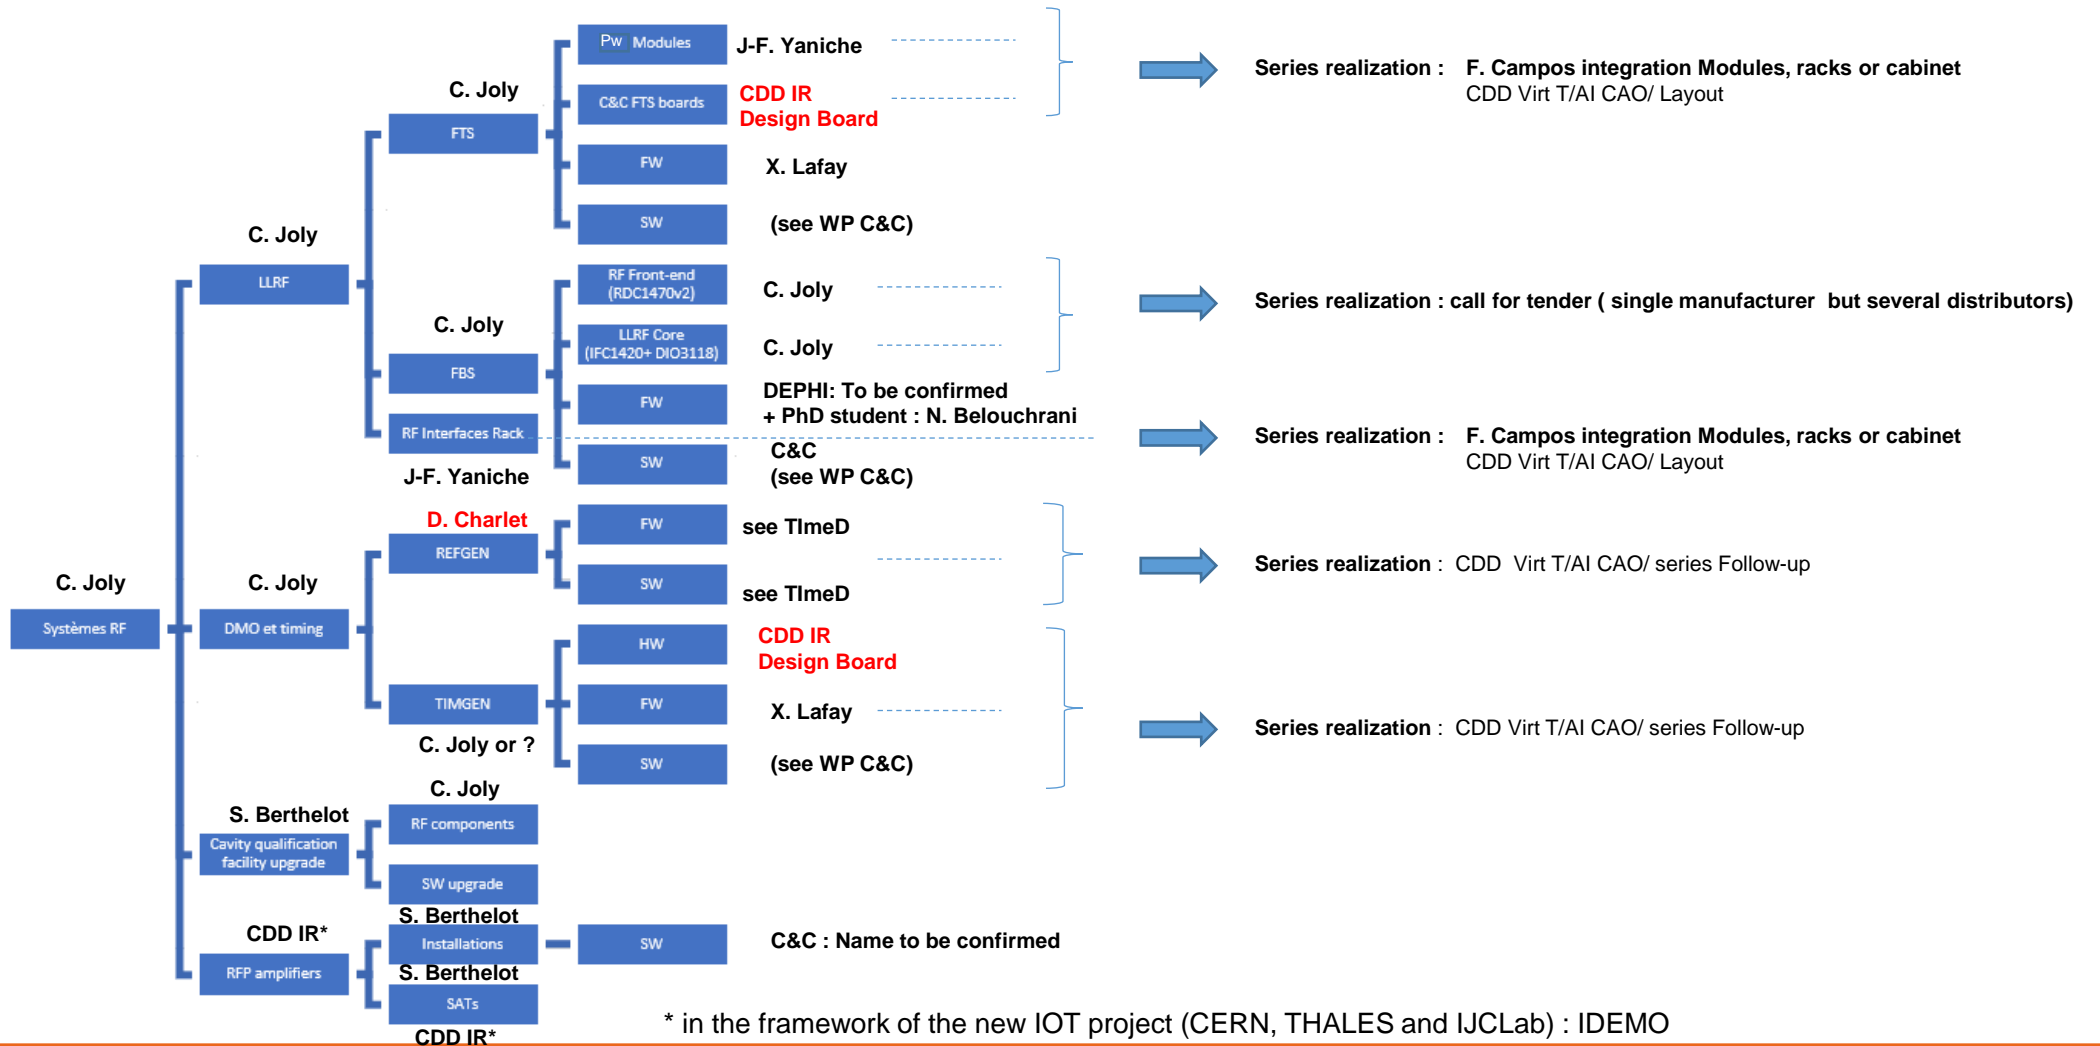 Pw Modules
J-F. Yaniche
Series realization : F. Campos integration Modules, racks or cabinet
CDD Virt T/AI CAO/ Layout
C. Joly
C&C FTS boards
CDD IR
Design Board
FTS
FW
X. Lafay
SW
(see WP C&C)
C. Joly
LLRF
RF Front-end
(RDC1470v2)
C. Joly
Series realization : call for tender ( single manufacturer but several distributors)
C. Joly
LLRF Core
(IFC1420+ DIO3118)
C. Joly
FBS
FW
DEPHI: To be confirmed
+ PhD student : N. Belouchrani
RF Interfaces Rack
Series realization : F. Campos integration Modules, racks or cabinet
CDD Virt T/AI CAO/ Layout
J-F. Yaniche
SW
C&C
(see WP C&C)
D. Charlet
REFGEN
FW
see TImeD
Series realization : CDD Virt T/AI CAO/ series Follow-up
SW
see TImeD
C. Joly
Systèmes RF
C. Joly
DMO et timing
HW
CDD IR
Design Board
TIMGEN
C. Joly or ?
FW
X. Lafay
Series realization : CDD Virt T/AI CAO/ series Follow-up
SW
(see WP C&C)
S. Berthelot
Cavity qualification
facility upgrade
C. Joly
RF components
SW upgrade
S. Berthelot
CDD IR*
RFP amplifiers
Installations
S. Berthelot
SW
C&C : Name to be confirmed
SATs
CDD IR*
* in the framework of the new IOT project (CERN, THALES and IJCLab) : IDEMO